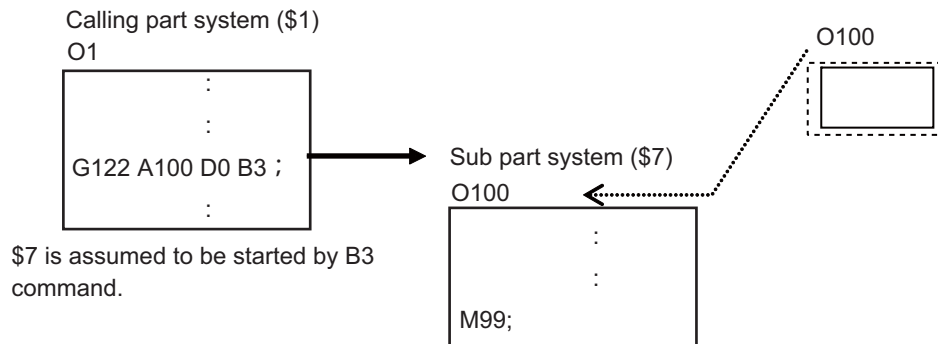 Calling part system ($1)
O1
:
:
G122 A100 D0 B3 ;
:
$7 is assumed to be started by B3
command.
Sub part system ($7)
O100
:
:
M99;
O100